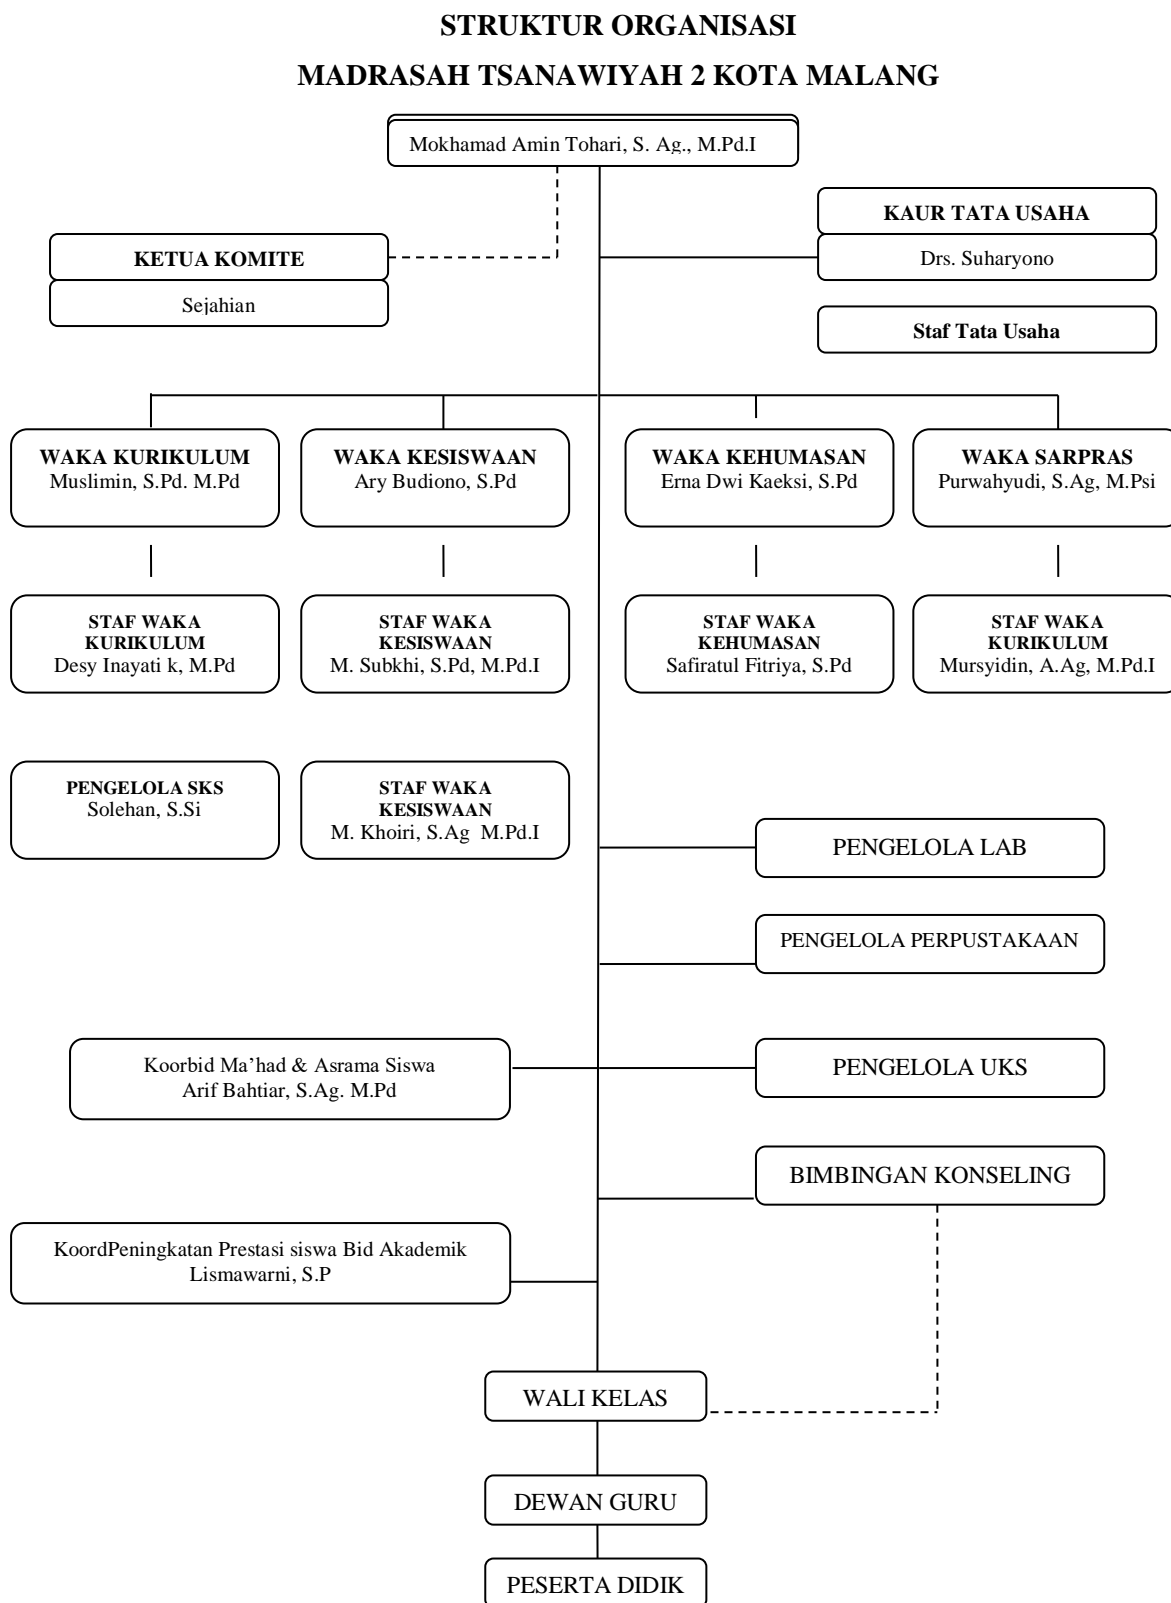 STRUKTUR ORGANISASI
MADRASAH TSANAWIYAH 2 KOTA MALANG
Mokhamad Amin Tohari, S. Ag., M.Pd.I
KAUR TATA USAHA
Drs. Suharyono
KETUA KOMITE
Sejahian
Staf Tata Usaha
WAKA KURIKULUM
Muslimin, S.Pd. M.Pd
WAKA KESISWAAN
Ary Budiono, S.Pd
WAKA KEHUMASAN
Erna Dwi Kaeksi, S.Pd
WAKA SARPRAS
Purwahyudi, S.Ag, M.Psi
STAF WAKA
KURIKULUM
Desy Inayati k, M.Pd
STAF WAKA
KESISWAAN
M. Subkhi, S.Pd, M.Pd.I
STAF WAKA
KEHUMASAN
Safiratul Fitriya, S.Pd
STAF WAKA
KURIKULUM
Mursyidin, A.Ag, M.Pd.I
PENGELOLA SKS
Solehan, S.Si
STAF WAKA
KESISWAAN
M. Khoiri, S.Ag  M.Pd.I
PENGELOLA LAB
PENGELOLA PERPUSTAKAAN
Koorbid Ma’had & Asrama Siswa
Arif Bahtiar, S.Ag. M.Pd
PENGELOLA UKS
BIMBINGAN KONSELING
KoordPeningkatan Prestasi siswa Bid Akademik
Lismawarni, S.P
WALI KELAS
DEWAN GURU
PESERTA DIDIK